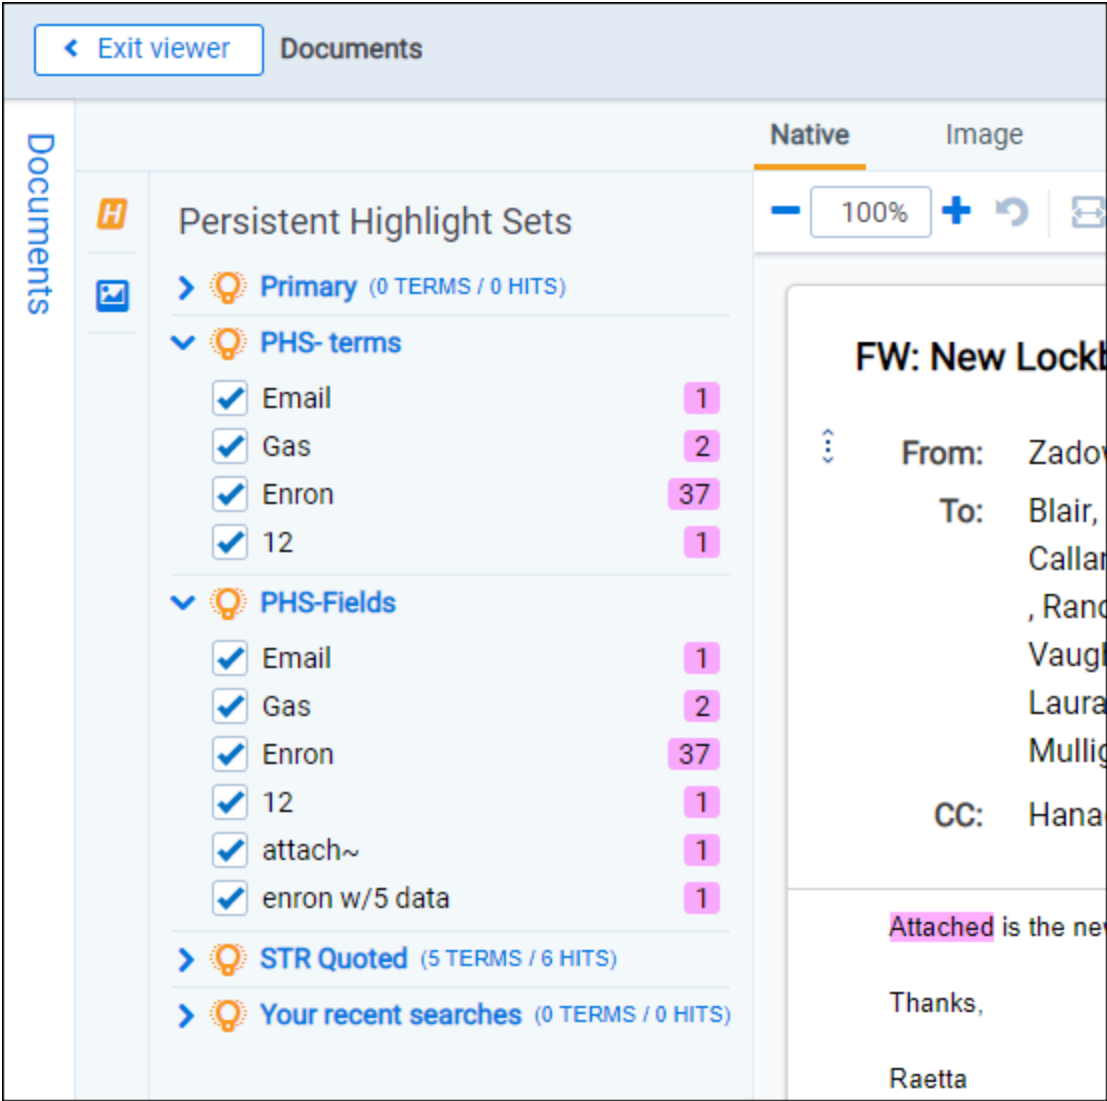 Exit viewer Documents
Documents
Native Image
H
100%
Persistent Highlight Sets
Primary (0 TERMS / 0 HITS)
PHS- terms
Email 1
Gas 2
Enron 37
12 1
PHS-Fields
Email 1
Gas 2
Enron 37
12 1
attach~ 1
enron w/5 data 1
STR Quoted (5 TERMS / 6 HITS)
Your recent searches (0 TERMS / 0 HITS)
FW: New
From:
To: Blair,
CC:
Attached is the
Thanks,
Raetta